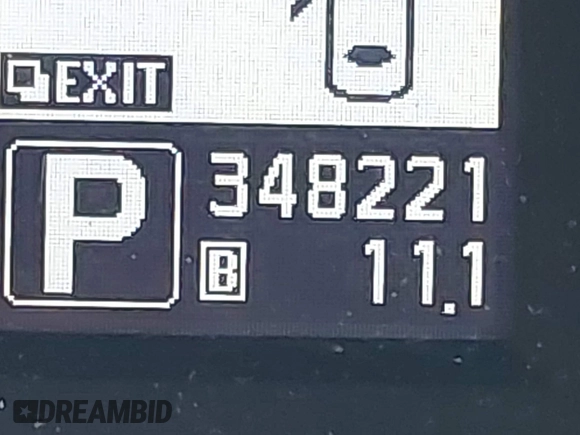 EXIT
P 348221
B 11.1
DREAMBID